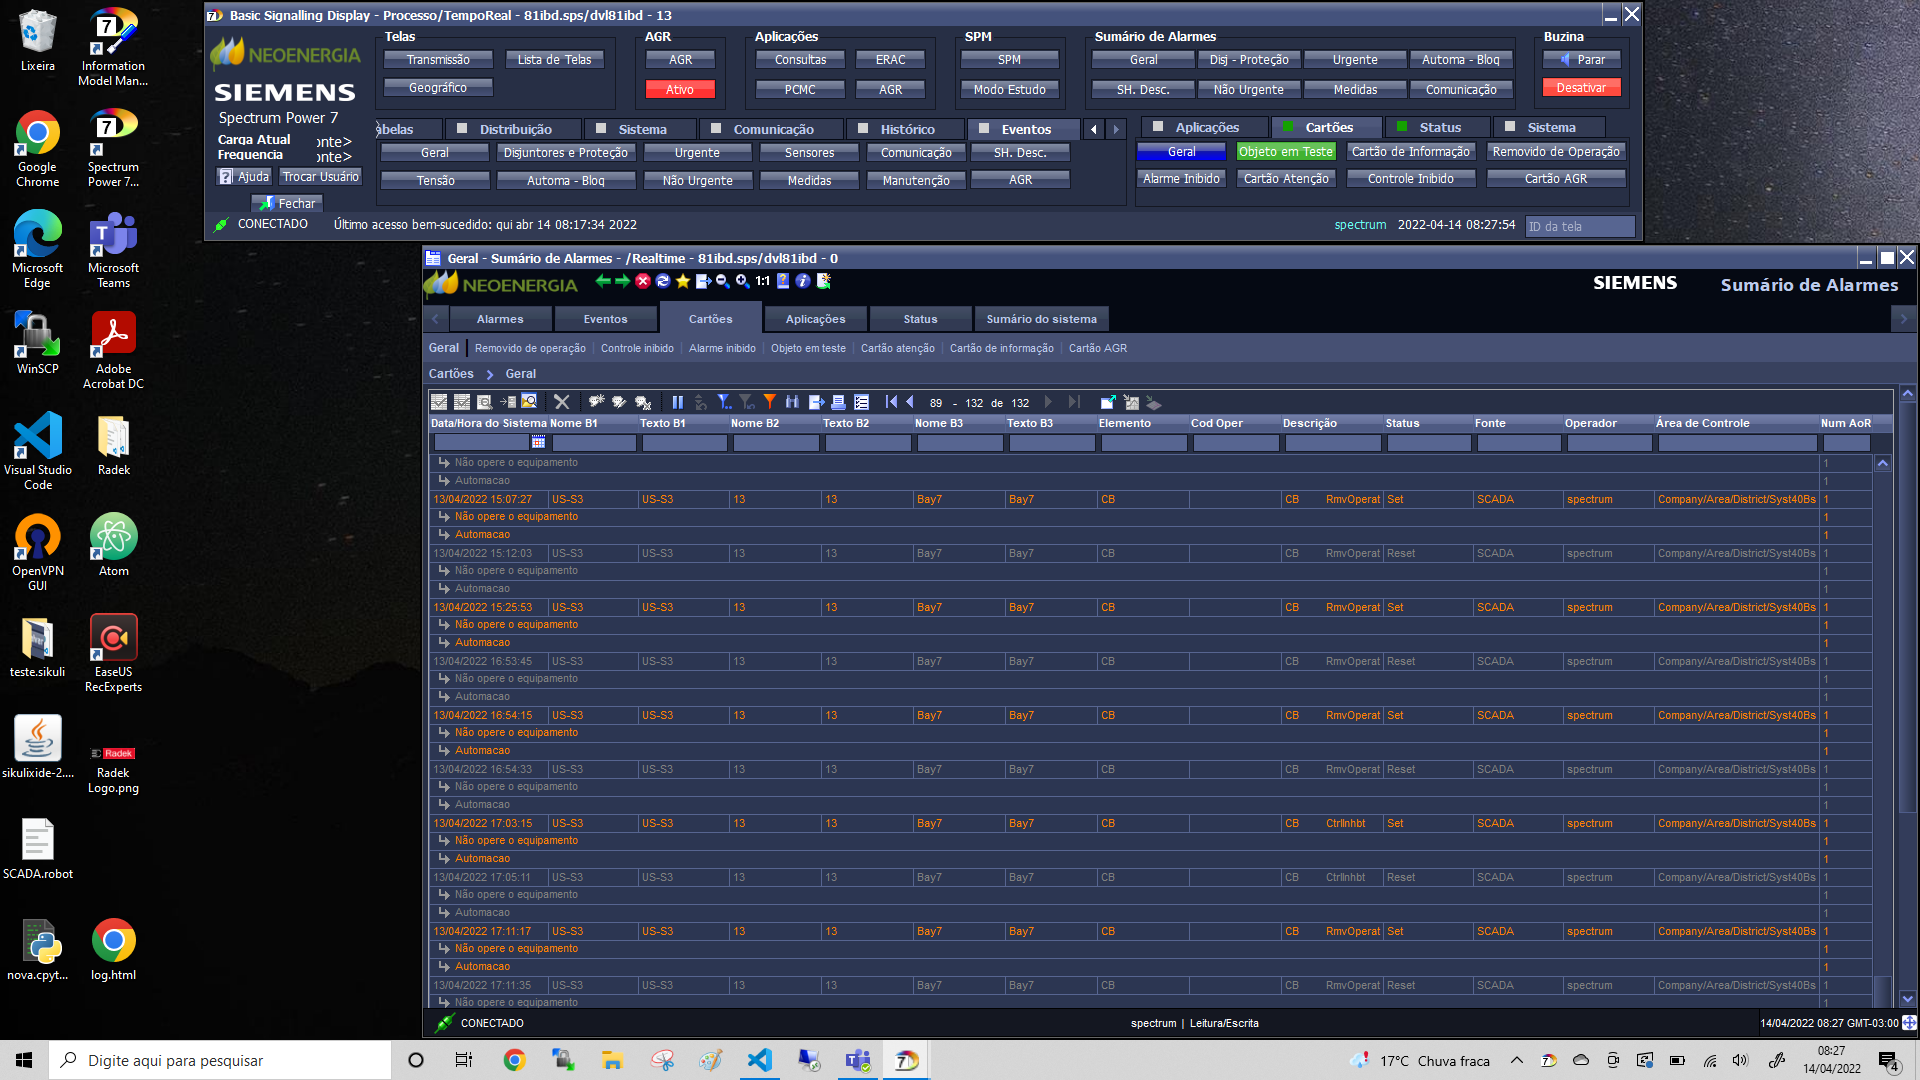 Lixeira
Information Model Man...
Google Chrome
Spectrum Power 7...
Microsoft Edge
Microsoft Teams
WinSCP
Adobe Acrobat DC
Visual Studio Code
Radek
OpenVPN GUI
Atom
teste.sikuli
EaseUS RecExperts
sikulixide-2....
Radek
Radek Logo.png
SCADA.robot
nova.cpyt...
log.html
Basic Signalling Display - Processo/TempoReal - 81ibd.sps/dvl81ibd - 13
NEOENERGIA
SIEMENS
Spectrum Power 7
Carga Atual onte>
Frequencia onte>
Ajuda Trocar Usuário
Fechar
Telas
Transmissão Lista de Telas
Geográfico
AGR
AGR
Ativo
Aplicações
Consultas ERAC
PCMC AGR
SPM
SPM
Modo Estudo
Sumário de Alarmes
Geral Disj - Proteção Urgente Automa - Bloq
SH. Desc. Não Urgente Medidas Comunicação
Buzina
Parar
Desativar
abelas Distribuição Sistema Comunicação Histórico Eventos
Geral Disjuntores e Proteção Urgente Sensores Comunicação SH. Desc.
Tensão Automa - Bloq Não Urgente Medidas Manutenção AGR
Aplicações Cartões Status Sistema
Geral Objeto em Teste Cartão de Informação Removido de Operação
Alarme Inibido Cartão Atenção Controle Inibido Cartão AGR
CONECTADO Último acesso bem-sucedido: qui abr 14 08:17:34 2022 spectrum 2022-04-14 08:27:54 ID da tela
Geral - Sumário de Alarmes - /Realtime - 81ibd.sps/dvl81ibd - 0
NEOENERGIA 1:1 SIEMENS Sumário de Alarmes
Alarmes Eventos Cartões Aplicações Status Sumário do sistema
Geral Removido de operação Controle inibido Alarme inibido Objeto em teste Cartão atenção Cartão de informação Cartão AGR
Cartões Geral
89 - 132 de 132
Data/Hora do Sistema Nome B1 Texto B1 Nome B2 Texto B2 Nome B3 Texto B3 Elemento Cod Oper Descrição Status Fonte Operador Área de Controle Num AoR
Não opere o equipamento 1
Automacao 1
13/04/2022 15:07:27 US-S3 US-S3 13 13 Bay7 Bay7 CB CB RmvOperat Set SCADA spectrum Company/Area/District/Syst40Bs 1
Não opere o equipamento 1
Automacao 1
13/04/2022 15:12:03 US-S3 US-S3 13 13 Bay7 Bay7 CB CB RmvOperat Reset SCADA spectrum Company/Area/District/Syst40Bs 1
Não opere o equipamento 1
Automacao 1
13/04/2022 15:25:53 US-S3 US-S3 13 13 Bay7 Bay7 CB CB RmvOperat Set SCADA spectrum Company/Area/District/Syst40Bs 1
Não opere o equipamento 1
Automacao 1
13/04/2022 16:53:45 US-S3 US-S3 13 13 Bay7 Bay7 CB CB RmvOperat Reset SCADA spectrum Company/Area/District/Syst40Bs 1
Não opere o equipamento 1
Automacao 1
13/04/2022 16:54:15 US-S3 US-S3 13 13 Bay7 Bay7 CB CB RmvOperat Set SCADA spectrum Company/Area/District/Syst40Bs 1
Não opere o equipamento 1
Automacao 1
13/04/2022 16:54:33 US-S3 US-S3 13 13 Bay7 Bay7 CB CB RmvOperat Reset SCADA spectrum Company/Area/District/Syst40Bs 1
Não opere o equipamento 1
Automacao 1
13/04/2022 17:03:15 US-S3 US-S3 13 13 Bay7 Bay7 CB CB CtrlInhbt Set SCADA spectrum Company/Area/District/Syst40Bs 1
Não opere o equipamento 1
Automacao 1
13/04/2022 17:05:11 US-S3 US-S3 13 13 Bay7 Bay7 CB CB CtrlInhbt Reset SCADA spectrum Company/Area/District/Syst40Bs 1
Não opere o equipamento 1
Automacao 1
13/04/2022 17:11:17 US-S3 US-S3 13 13 Bay7 Bay7 CB CB RmvOperat Set SCADA spectrum Company/Area/District/Syst40Bs 1
Não opere o equipamento 1
Automacao 1
13/04/2022 17:11:35 US-S3 US-S3 13 13 Bay7 Bay7 CB CB RmvOperat Reset SCADA spectrum Company/Area/District/Syst40Bs 1
Não opere o equipamento 1
CONECTADO spectrum | Leitura/Escrita 14/04/2022 08:27 GMT-03:00
Digite aqui para pesquisar 17°C Chuva fraca 08:27
14/04/2022 4